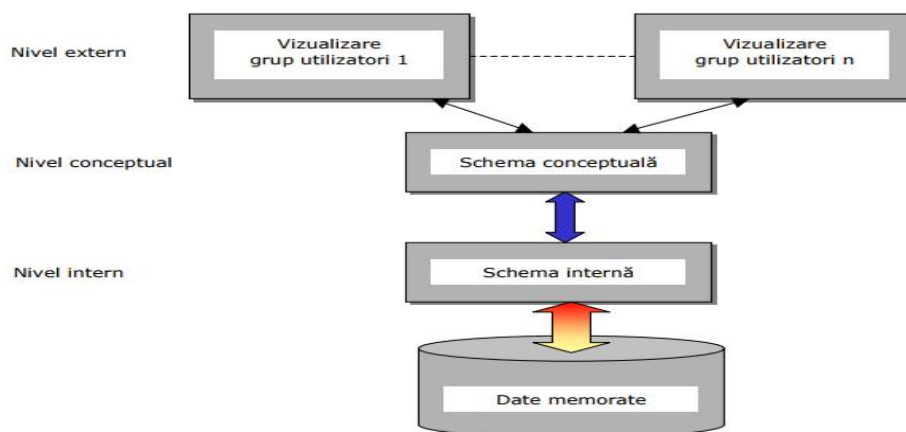 Nivel extern
Vizualizare
grup utilizatori 1
Vizualizare
grup utilizatori n
Nivel conceptual
Schema conceptuală
Nivel intern
Schema internă
Date memorate